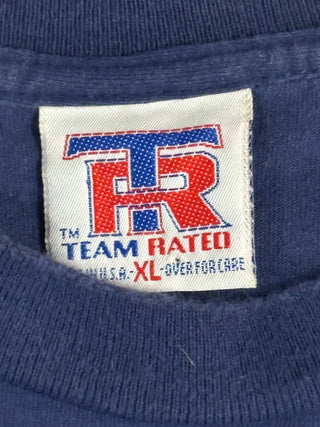 TR
TM
TEAM RATED
U.S.A.-XL-OVER FOR CARE